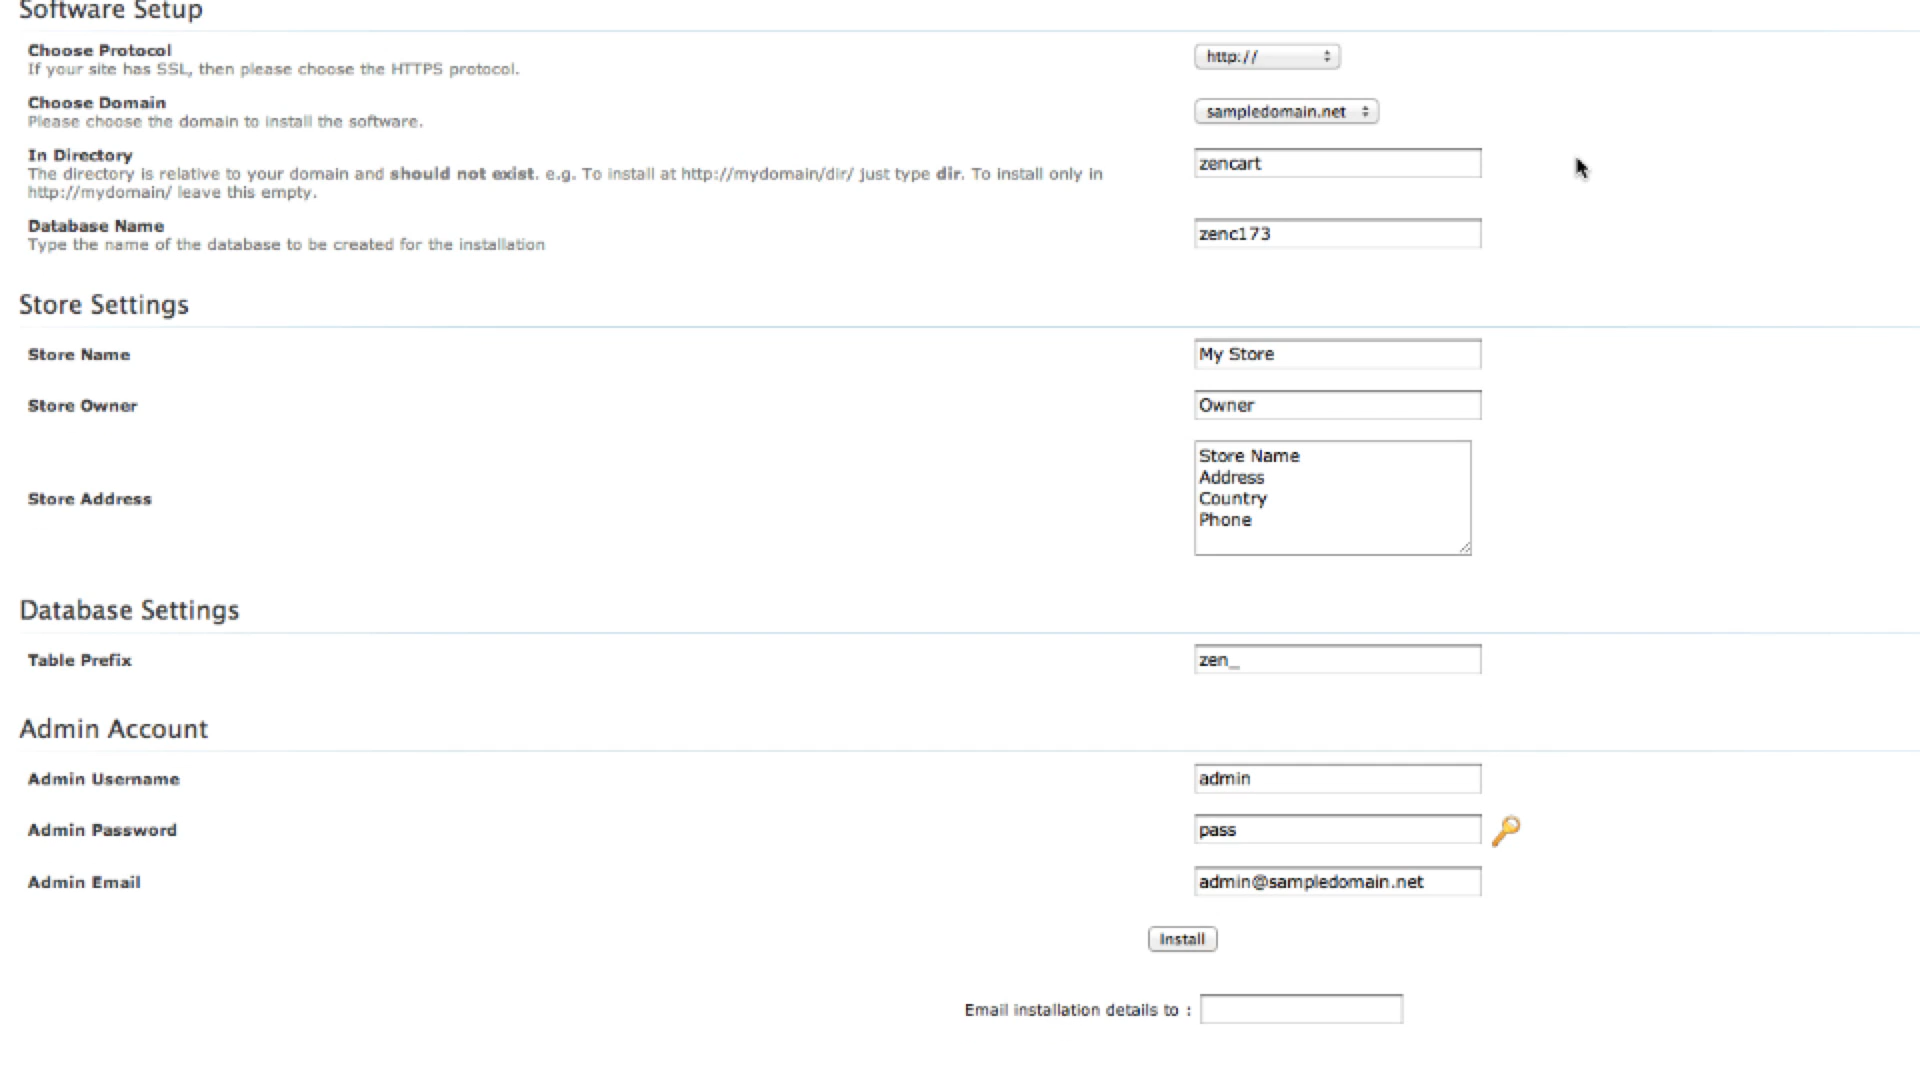 Software Setup
Choose Protocol
If your site has SSL, then please choose the HTTPS protocol.
http://
Choose Domain
Please choose the domain to install the software.
sampledomain.net
In Directory
The directory is relative to your domain and should not exist. e.g. To install at http://mydomain/dir/ just type dir. To install only in
http://mydomain/ leave this empty.
zencart
Database Name
Type the name of the database to be created for the installation
zenc173
Store Settings
Store Name
My Store
Store Owner
Owner
Store Address
Store Name
Address
Country
Phone
Database Settings
Table Prefix
zen_
Admin Account
Admin Username
admin
Admin Password
pass
Admin Email
admin@sampledomain.net
Install
Email installation details to :